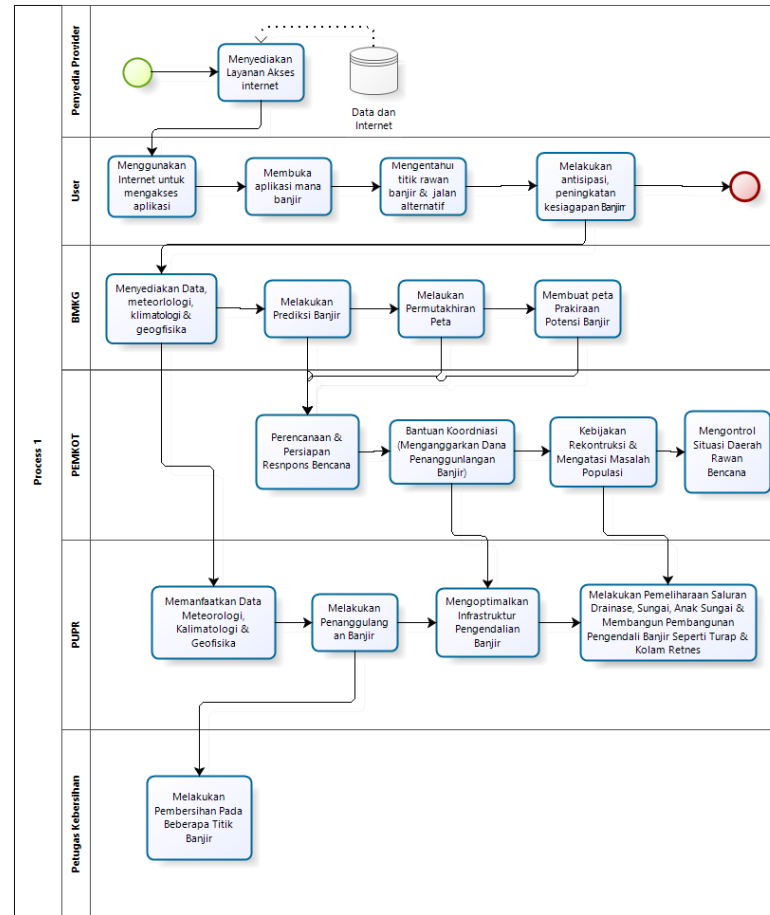 Process 1
Penyedia Provider
Menyediakan
Layanan Akses
internet
Data dan
Internet
User
Menggunakan
Internet untuk
mengakses
aplikasi
Membuka
aplikasi mana
banjir
Mengentahui
titik rawan
banjir & jalan
alternatif
Melakukan
antisipasi,
peningkatan
kesiagapan Banjirr
BMKG
Menyediakan Data,
meteorlologi,
klimatologi &
geogfisika
Melakukan
Prediksi Banjir
Melaukan
Permutakhiran
Peta
Membuat peta
Prakiraan
Potensi Banjir
PEMKOT
Perencanaan &
Persiapan
Resnpons Bencana
Bantuan Koordniasi
(Menganggarkan Dana
Penanggunlangan
Banjir)
Kebijakan
Rekontruksi &
Mengatasi Masalah
Populasi
Mengontrol
Situasi Daerah
Rawan
Bencana
PUPR
Memanfaatkan Data
Meteorologi,
Kalimatologi &
Geofisika
Melakukan
Penanggulang
an Banjir
Mengoptimalkan
Infrastruktur
Pengendalian
Banjir
Melakukan Pemeliharaan Saluran
Drainase, Sungai, Anak Sungai &
Membangun Pembangunan
Pengendali Banjir Seperti Turap &
Kolam Retnes
Petugas Kebersihan
Melakukan
Pembersihan Pada
Beberapa Titik
Banjir